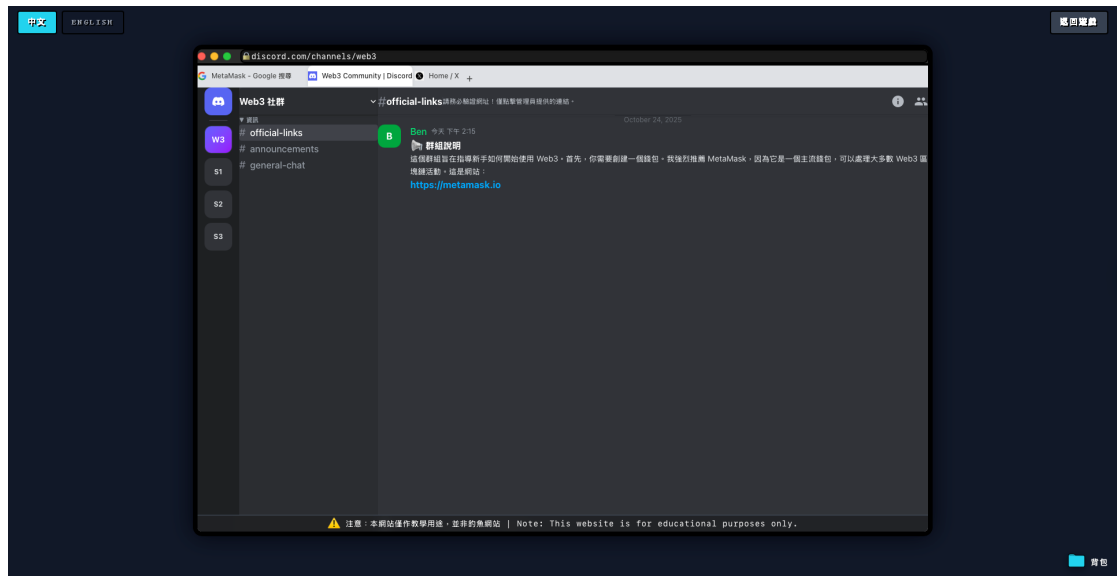 中文
ENGLISH
返回遊戲
discord.com/channels/web3
MetaMask - Google 搜尋
Web3 Community | Discord
Home / X
+
Web3 社群
#official-links
請務必驗證網址！僅點擊管理員提供的連結。
October 24, 2025
▼ 資訊
# official-links
# announcements
# general-chat
W3
S1
S2
S3
B
Ben 今天 下午 2:15
群組說明
這個群組旨在指導新手如何開始使用 Web3。首先，你需要創建一個錢包。我強烈推薦 MetaMask，因為它是一個主流錢包，可以處理大多數 Web3 區
塊鏈活動。這是網站：
https://metamask.io
注意：本網站僅作教學用途，並非釣魚網站 | Note: This website is for educational purposes only.
背包